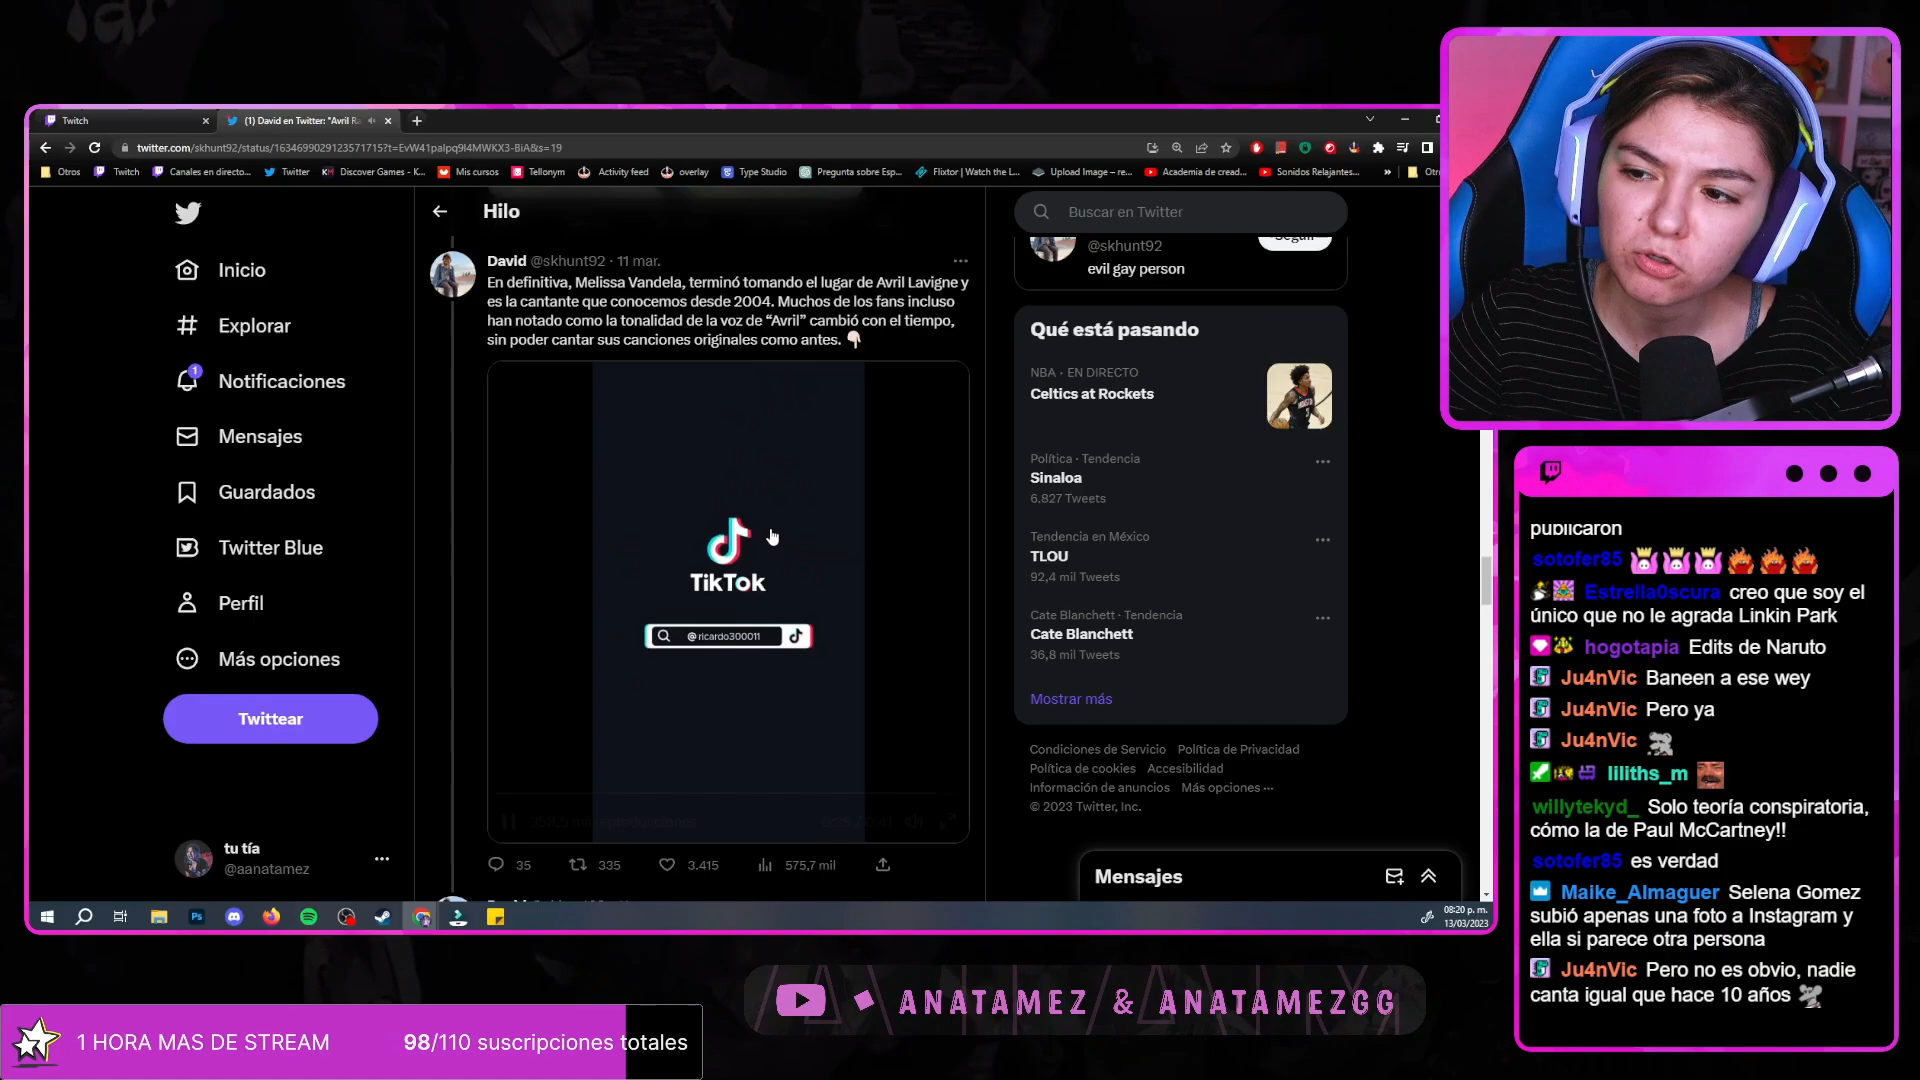 Twitch
(1) David en Twitter: "Avril Ra
twitter.com/skhunt92/status/1634699029123571715?t=EvW41palpq9I4MWKX3-BiA&s=19
Otros
Twitch
Canales en directo...
Twitter
Discover Games - K...
Mis cursos
Tellonym
Activity feed
overlay
Type Studio
Pregunta sobre Esp...
Flixtor | Watch the L...
Upload Image – re...
Academia de cread...
Sonidos Relajantes...
»
Otr
Inicio
Explorar
1
Notificaciones
Mensajes
Guardados
Twitter Blue
Perfil
Más opciones
Twittear
tu tía
@aanatamez
Hilo
David @skhunt92 · 11 mar.
En definitiva, Melissa Vandela, terminó tomando el lugar de Avril Lavigne y
es la cantante que conocemos desde 2004. Muchos de los fans incluso
han notado como la tonalidad de la voz de “Avril” cambió con el tiempo,
sin poder cantar sus canciones originales como antes. 👇🏻
TikTok
@ricardo300011
35
335
3.415
575,7 mil
Buscar en Twitter
@skhunt92
Seguir
evil gay person
Qué está pasando
NBA · EN DIRECTO
Celtics at Rockets
Política · Tendencia
Sinaloa
6.827 Tweets
Tendencia en México
TLOU
92,4 mil Tweets
Cate Blanchett · Tendencia
Cate Blanchett
36,8 mil Tweets
Mostrar más
Condiciones de Servicio Política de Privacidad
Política de cookies Accesibilidad
Información de anuncios Más opciones ···
© 2023 Twitter, Inc.
Mensajes
08:20 p. m.
13/03/2023
publicaron
sotofer85
Estrella0scura creo que soy el
único que no le agrada Linkin Park
hogotapia Edits de Naruto
Ju4nVic Baneen a ese wey
Ju4nVic Pero ya
Ju4nVic
liliths_m
willytekyd_ Solo teoría conspiratoria,
cómo la de Paul McCartney!!
sotofer85 es verdad
Maike_Almaguer Selena Gomez
subió apenas una foto a Instagram y
ella si parece otra persona
Ju4nVic Pero no es obvio, nadie
canta igual que hace 10 años
ANATAMEZ & ANATAMEZGG
1 HORA MAS DE STREAM
98/110 suscripciones totales